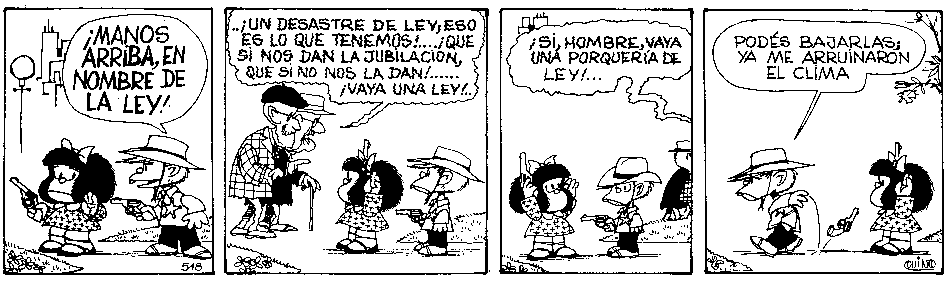 ¡MANOS
ARRIBA, EN
NOMBRE DE
LA LEY!
518
...¡UN DESASTRE DE LEY; ESO
ES LO QUE TENEMOS!....¡QUE
SI NOS DAN LA JUBILACION,
QUE SI NO NOS LA DAN!......
¡VAYA UNA LEY!..
¡SI, HOMBRE, VAYA
UNA PORQUERÍA DE
LEY!...
PODÉS BAJARLAS;
YA ME ARRUINARON
EL CLIMA
QUINO